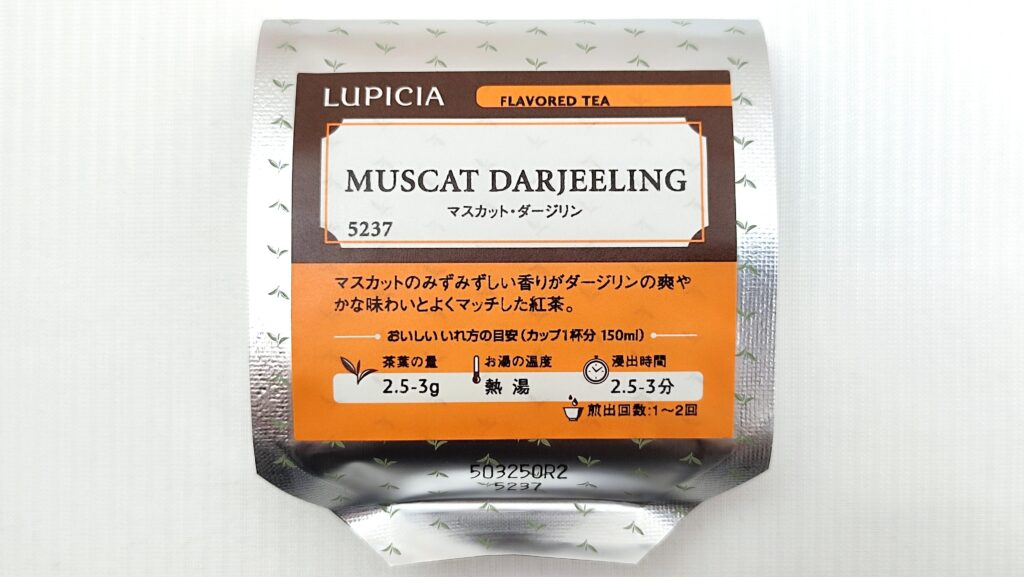 LUPICIA
FLAVORED TEA
MUSCAT DARJEELING
マスカット・ダージリン
5237
マスカットのみずみずしい香りがダージリンの爽や
かな味わいとよくマッチした紅茶。
おいしいいれ方の目安(カップ1杯分 150ml)
茶葉の量 お湯の温度 浸出時間
2.5-3g 熱湯 2.5-3分
煎出回数:1〜2回
503250R2
5237